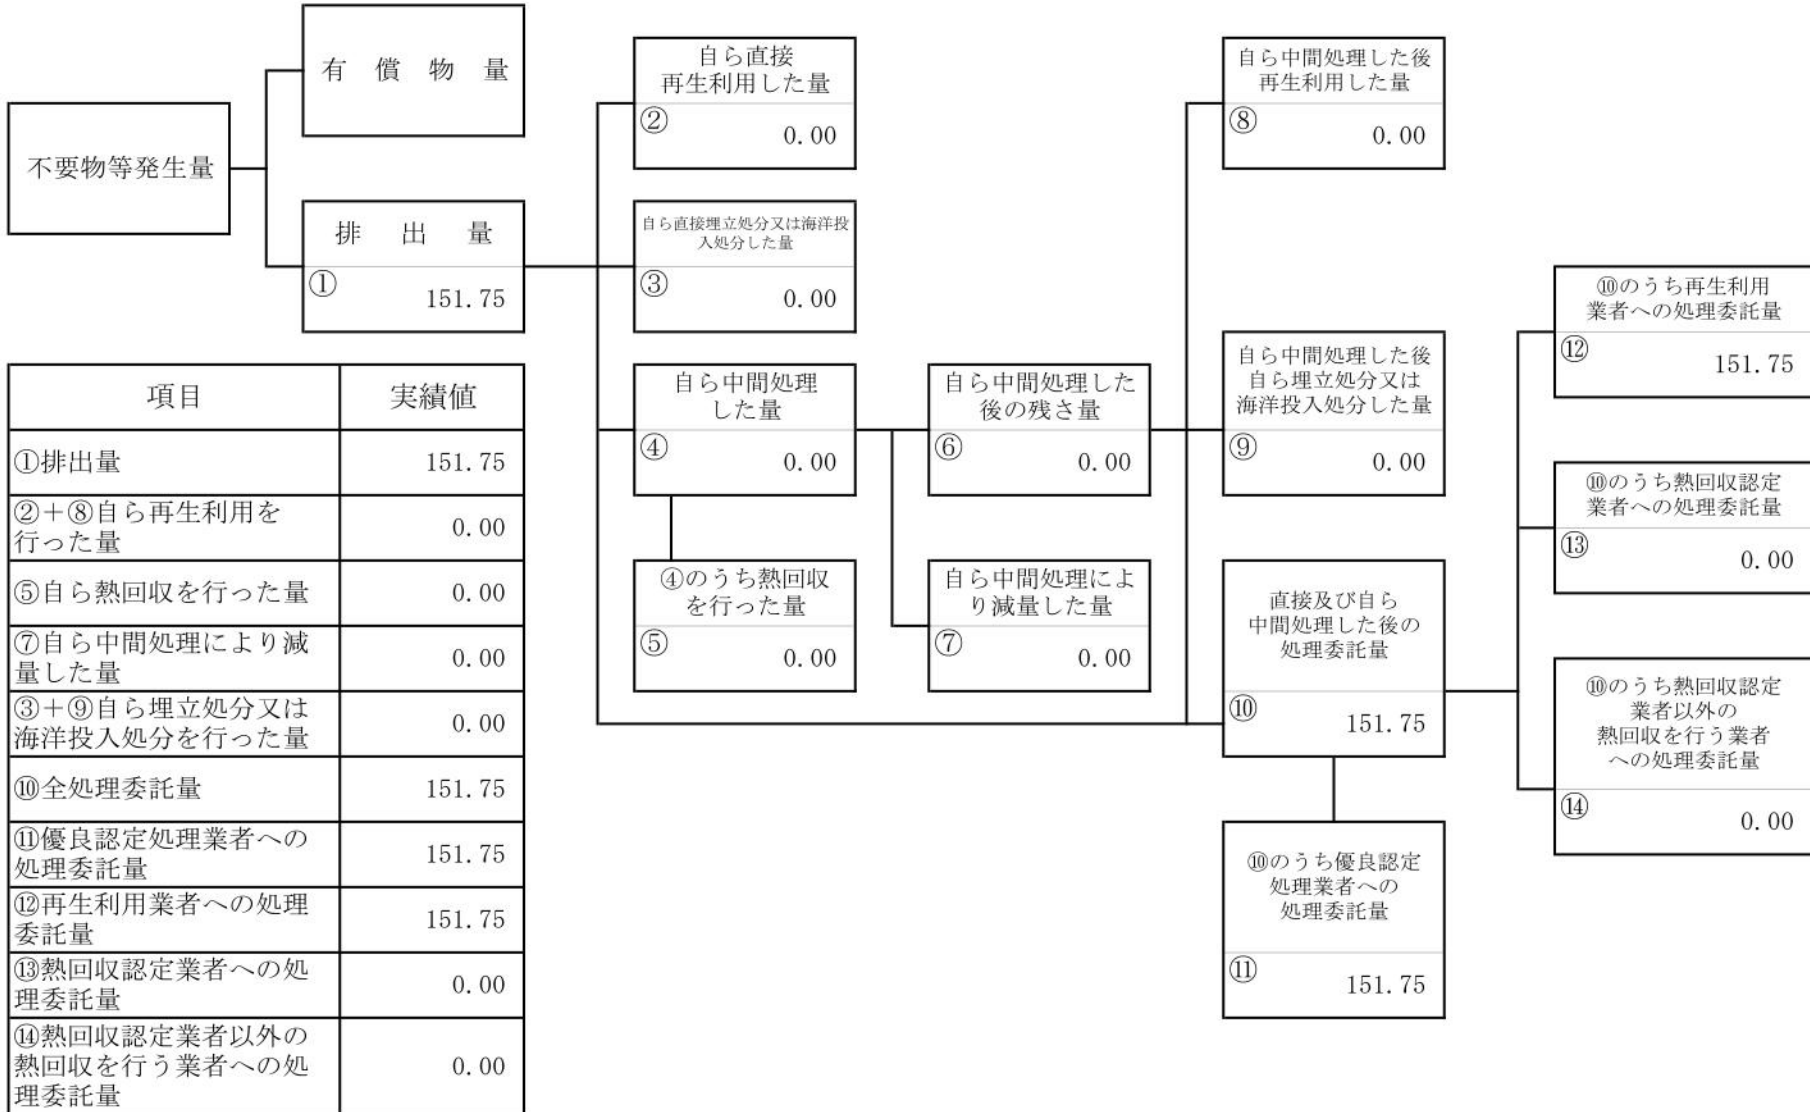 有償物量
不要物等発生量
排出量
①
151.75
自ら直接
再生利用した量
②
0.00
自ら直接埋立処分又は海洋投
入処分した量
③
0.00
自ら中間処理
した量
④
0.00
④のうち熱回収
を行った量
⑤
0.00
自ら中間処理した
後の残さ量
⑥
0.00
自ら中間処理によ
り減量した量
⑦
0.00
自ら中間処理した後
再生利用した量
⑧
0.00
自ら中間処理した後
自ら埋立処分又は
海洋投入処分した量
⑨
0.00
直接及び自ら
中間処理した後の
処理委託量
⑩
151.75
⑩のうち優良認定
処理業者への
処理委託量
⑪
151.75
⑩のうち再生利用
業者への処理委託量
⑫
151.75
⑩のうち熱回収認定
業者への処理委託量
⑬
0.00
⑩のうち熱回収認定
業者以外の
熱回収を行う業者
への処理委託量
⑭
0.00
項目 実績値
①排出量 151.75
②+⑧自ら再生利用を
行った量 0.00
⑤自ら熱回収を行った量 0.00
⑦自ら中間処理により減
量した量 0.00
③+⑨自ら埋立処分又は
海洋投入処分を行った量 0.00
⑩全処理委託量 151.75
⑪優良認定処理業者への
処理委託量 151.75
⑫再生利用業者への処理
委託量 151.75
⑬熱回収認定業者への処
理委託量 0.00
⑭熱回収認定業者以外の
熱回収を行う業者への処
理委託量 0.00